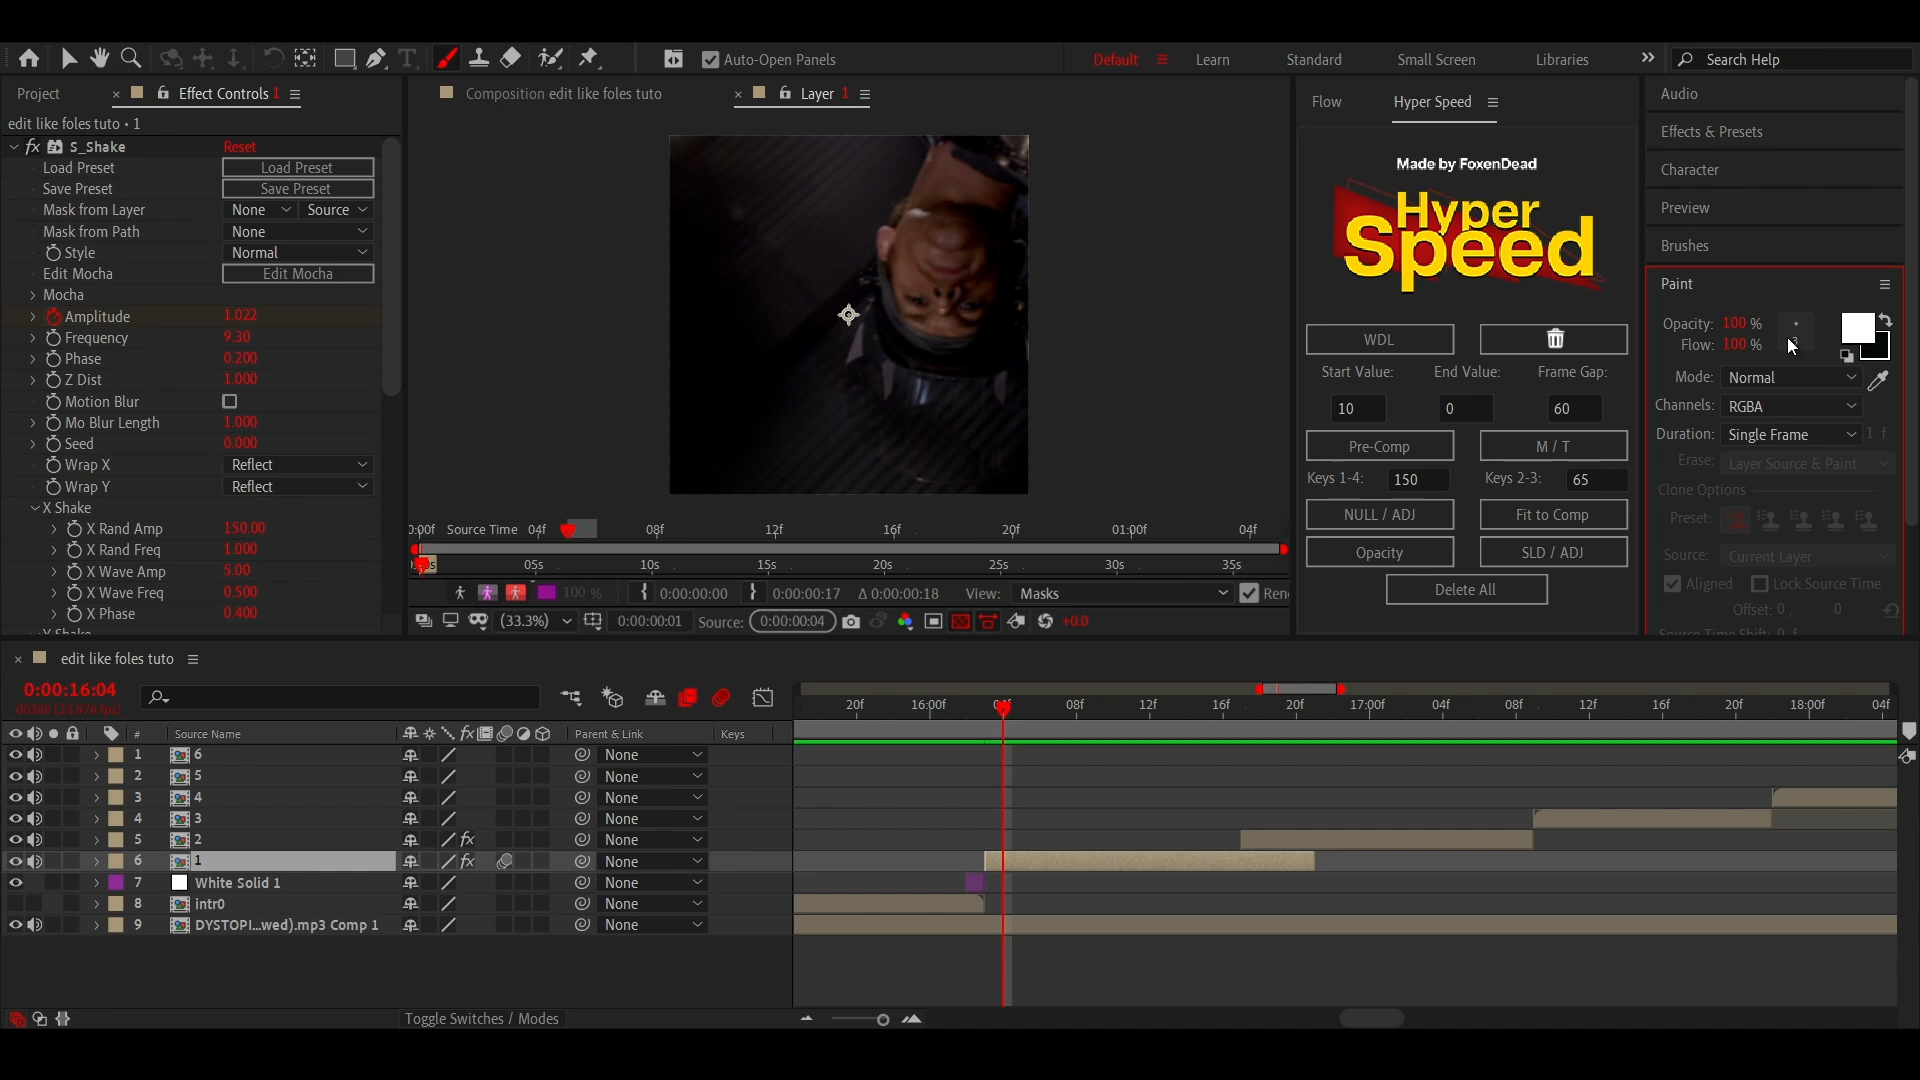 Auto-Open Panels
Default
Learn
Standard
Small Screen
Libraries
Search Help
Project
Effect Controls 1
edit like foles tuto • 1
fx S_Shake Reset
Load Preset Load Preset
Save Preset Save Preset
Mask from Layer None Source
Mask from Path None
Style Normal
Edit Mocha Edit Mocha
Mocha
Amplitude 1.022
Frequency 9.30
Phase 0.200
Z Dist 1.000
Motion Blur
Mo Blur Length 1.000
Seed 0.000
Wrap X Reflect
Wrap Y Reflect
X Shake
X Rand Amp 150.00
X Rand Freq 1.000
X Wave Amp 5.00
X Wave Freq 0.500
X Phase 0.400
Composition edit like foles tuto
Layer 1
0:00f Source Time 04f 08f 12f 16f 20f 01:00f 04f
05s 10s 15s 20s 25s 30s 35s
100 % 0:00:00:00 0:00:00:17 Δ 0:00:00:18 View: Masks Ren
(33.3%) 0:00:00:01 Source: 0:00:00:04 +0.0
Flow
Hyper Speed
Made by FoxenDead
Hyper
Speed
WDL
Start Value: End Value: Frame Gap:
10 0 60
Pre-Comp M / T
Keys 1-4: 150 Keys 2-3: 65
NULL / ADJ Fit to Comp
Opacity SLD / ADJ
Delete All
Audio
Effects & Presets
Character
Preview
Brushes
Paint
Opacity: 100 %
Flow: 100 %
Mode: Normal
Channels: RGBA
Duration: Single Frame 1 f
Erase: Layer Source & Paint
Clone Options
Preset:
Source: Current Layer
Aligned Lock Source Time
Offset: 0 , 0
Source Time Shift: 0 f
edit like foles tuto
0:00:16:04
00388 (23.976 fps)
20f 16:00f 04f 08f 12f 16f 20f 17:00f 04f 08f 12f 16f 20f 18:00f 04f
# Source Name fx Parent & Link Keys
1 6 None
2 5 None
3 4 None
4 3 None
5 2 fx None
6 1 fx None
7 White Solid 1 None
8 intr0 None
9 DYSTOPI...wed).mp3 Comp 1 None
Toggle Switches / Modes